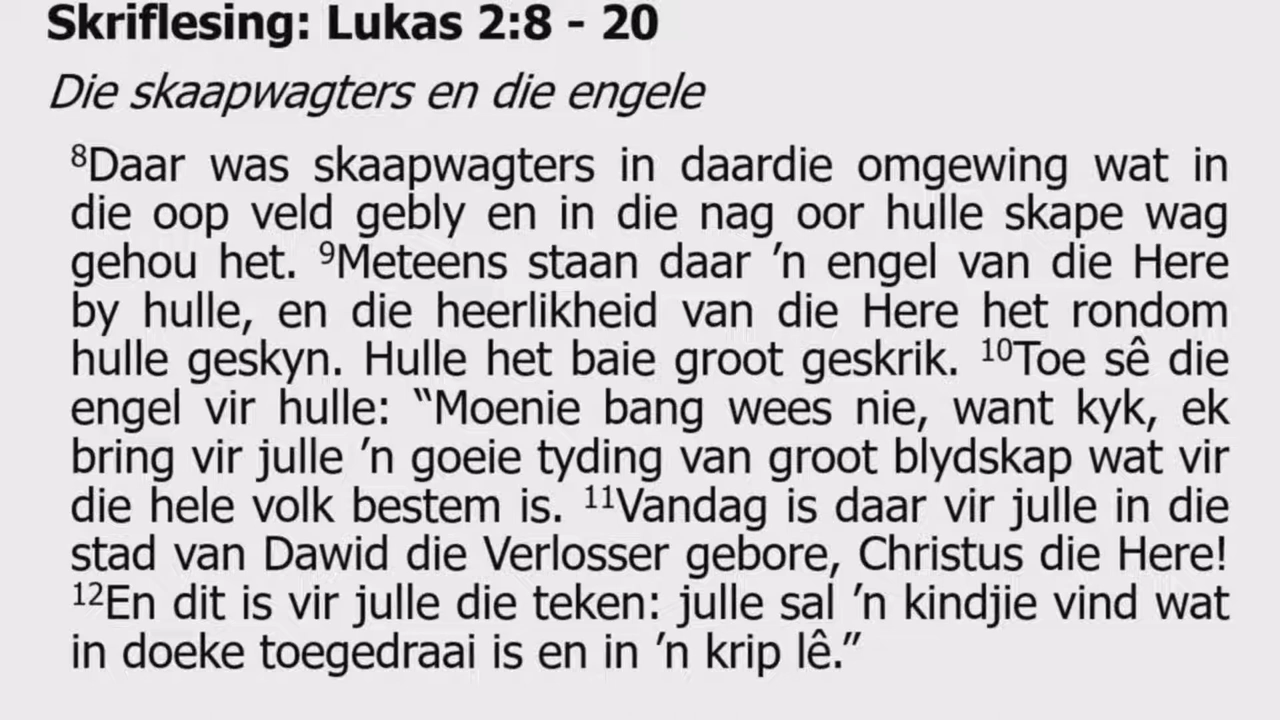 Skriflesing: Lukas 2:8 - 20
Die skaapwagters en die engele
⁸Daar was skaapwagters in daardie omgewing wat in
die oop veld gebly en in die nag oor hulle skape wag
gehou het. ⁹Meteens staan daar ’n engel van die Here
by hulle, en die heerlikheid van die Here het rondom
hulle geskyn. Hulle het baie groot geskrik. ¹⁰Toe sê die
engel vir hulle: “Moenie bang wees nie, want kyk, ek
bring vir julle ’n goeie tyding van groot blydskap wat vir
die hele volk bestem is. ¹¹Vandag is daar vir julle in die
stad van Dawid die Verlosser gebore, Christus die Here!
¹²En dit is vir julle die teken: julle sal ’n kindjie vind wat
in doeke toegedraai is en in ’n krip lê.”